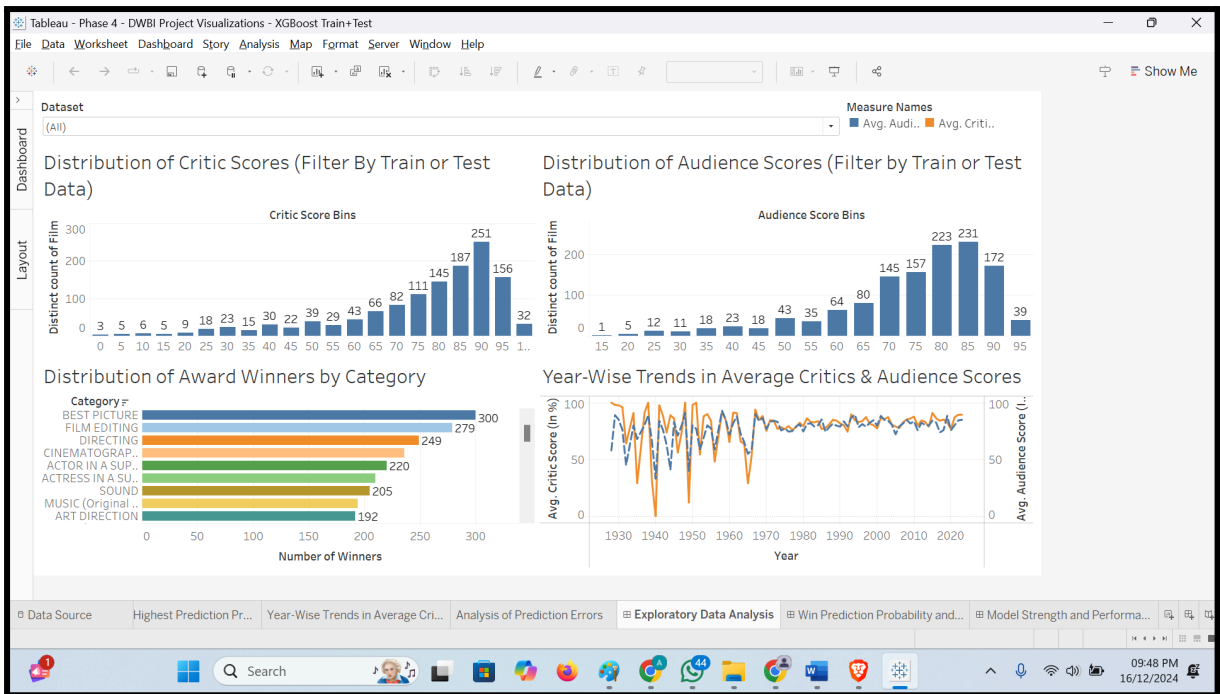 Tableau - Phase 4 - DWBI Project Visualizations - XGBoost Train+Test
File Data Worksheet Dashboard Story Analysis Map Format Server Window Help
Show Me
Dashboard
Layout
Dataset
(All)
Measure Names
Avg. Audi.. Avg. Criti..
Distribution of Critic Scores (Filter By Train or Test
Data)
Critic Score Bins
Distinct count of Film
300
200
100
0
3 5 6 5 9 18 23 15 30 22 39 29 43 66 82 111 145 187 251 156 32
0 5 10 15 20 25 30 35 40 45 50 55 60 65 70 75 80 85 90 95 1..
Distribution of Audience Scores (Filter by Train or Test
Data)
Audience Score Bins
Distinct count of Film
200
100
0
1 5 12 11 18 23 18 43 35 64 80 145 157 223 231 172 39
15 20 25 30 35 40 45 50 55 60 65 70 75 80 85 90 95
Distribution of Award Winners by Category
Category
BEST PICTURE 300
FILM EDITING 279
DIRECTING 249
CINEMATOGRAP..
ACTOR IN A SUP.. 220
ACTRESS IN A SU..
SOUND 205
MUSIC (Original ..
ART DIRECTION 192
0 50 100 150 200 250 300
Number of Winners
Year-Wise Trends in Average Critics & Audience Scores
Avg. Critic Score (In %)
100
50
0
100
50
0
Avg. Audience Score (I..
1930 1940 1950 1960 1970 1980 1990 2000 2010 2020
Year
Data Source Highest Prediction Pr... Year-Wise Trends in Average Cri... Analysis of Prediction Errors Exploratory Data Analysis Win Prediction Probability and... Model Strength and Performa...
1
Search
44
09:48 PM
16/12/2024